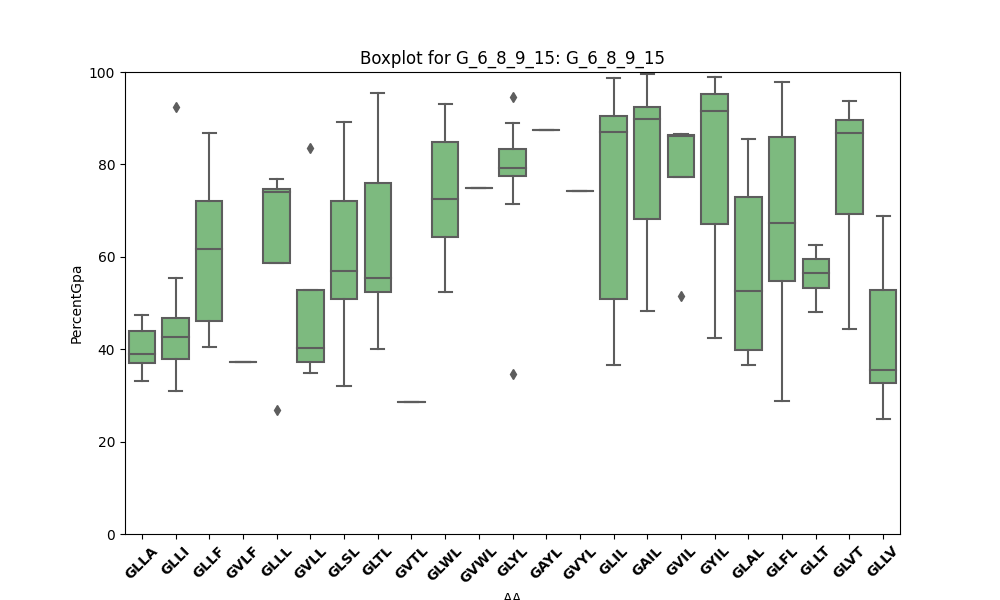 Boxplot for G_6_8_9_15: G_6_8_9_15
100
80
60
40
20
0
PercentGpa
GLLA GLLI GLLF GVLF GLLL GVLL GLSL GLTL GVTL GLWL GVWL GLYL GAYL GVYL GLIL GAIL GVIL GYIL GLAL GLFL GLLT GLVT GLLV
AA